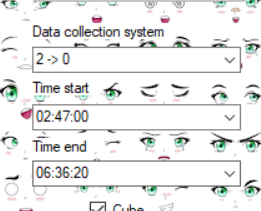 Data collection system
2 -> 0
Time start
02:47:00
Time end
06:36:20
Cube